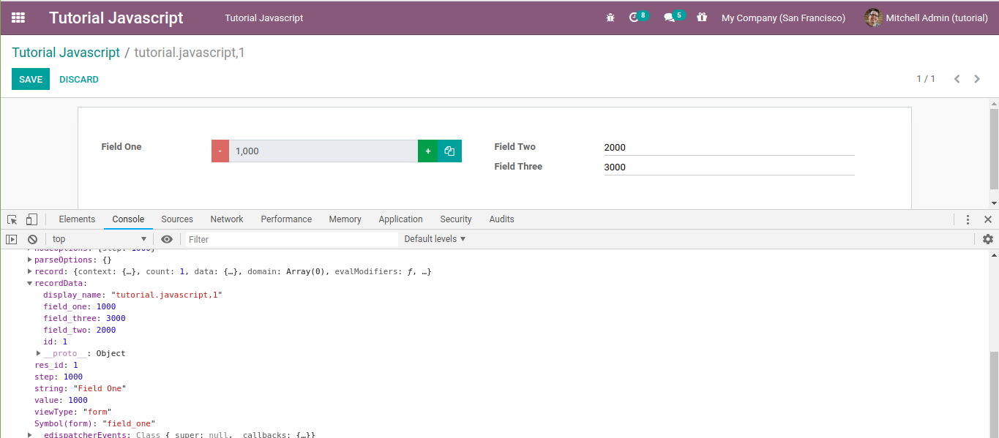 Tutorial Javascript Tutorial Javascript 8 5 My Company (San Francisco) Mitchell Admin (tutorial)
Tutorial Javascript / tutorial.javascript,1
SAVE DISCARD 1 / 1
Field One - 1,000 + Field Two 2000
Field Three 3000
Elements Console Sources Network Performance Memory Application Security Audits
top Filter Default levels
nodeOptions: {step: 1000}
parseOptions: {}
record: {context: {…}, count: 1, data: {…}, domain: Array(0), evalModifiers: ƒ, …}
recordData:
display_name: "tutorial.javascript,1"
field_one: 1000
field_three: 3000
field_two: 2000
id: 1
__proto__: Object
res_id: 1
step: 1000
string: "Field One"
value: 1000
viewType: "form"
Symbol(form): "field_one"
edispatcherEvents: Class { super: null, callbacks: {…}}